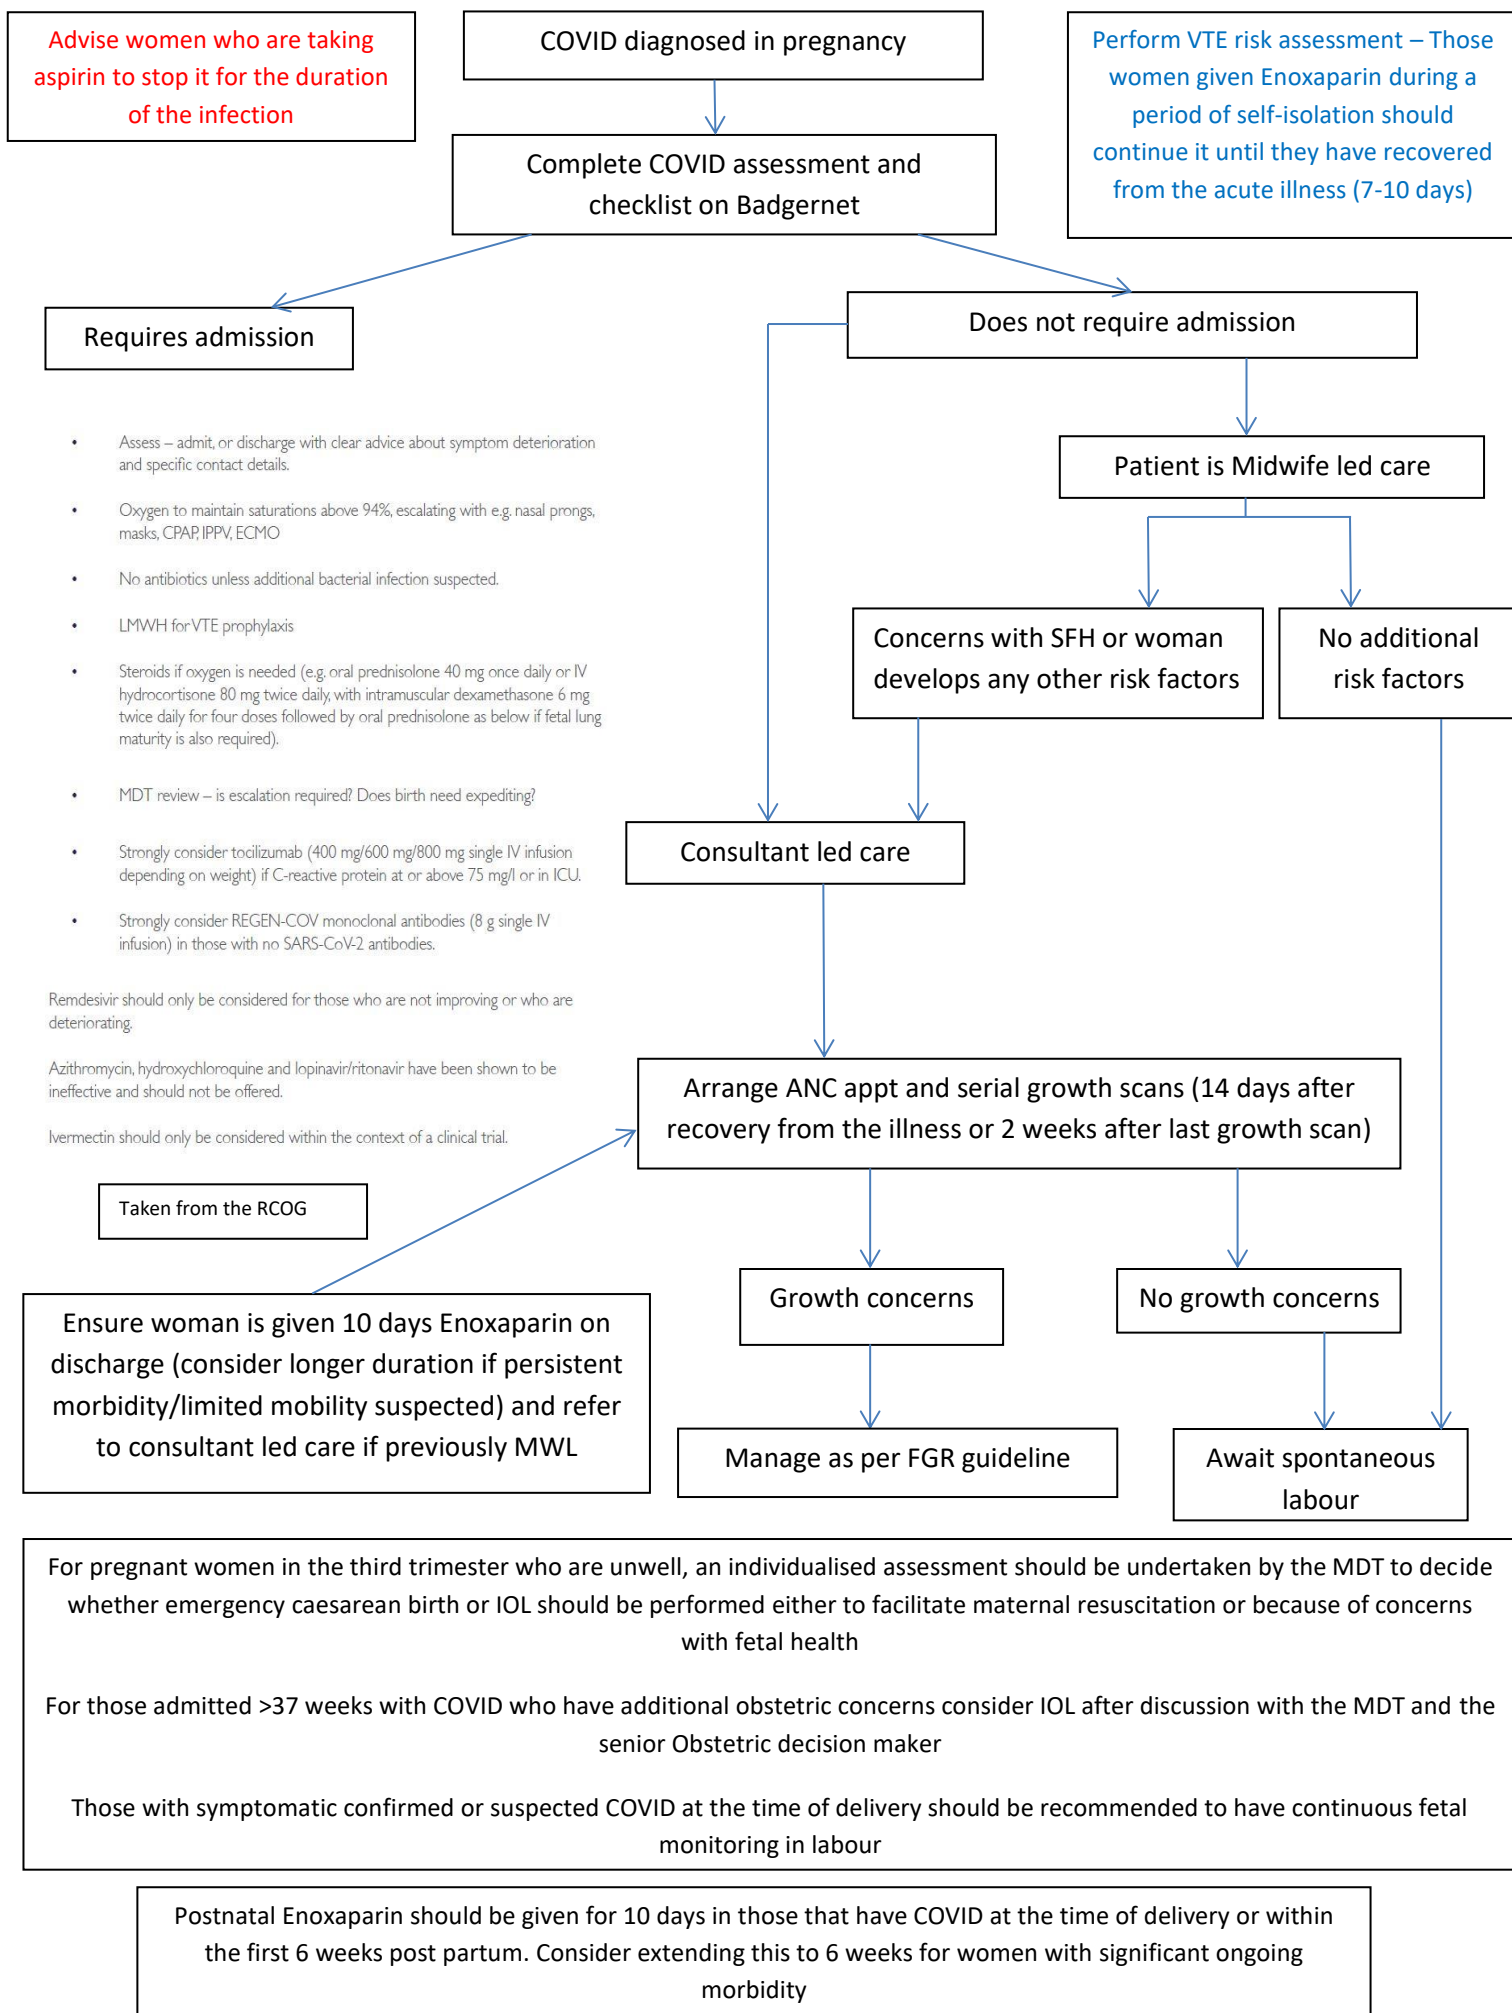 Advise women who are taking
aspirin to stop it for the duration
of the infection
COVID diagnosed in pregnancy
Perform VTE risk assessment – Those
women given Enoxaparin during a
period of self-isolation should
continue it until they have recovered
from the acute illness (7-10 days)
Complete COVID assessment and
checklist on Badgernet
Requires admission
Does not require admission
• Assess – admit, or discharge with clear advice about symptom deterioration
and specific contact details.
• Oxygen to maintain saturations above 94%, escalating with e.g. nasal prongs,
masks, CPAP, IPPV, ECMO
• No antibiotics unless additional bacterial infection suspected.
• LMWH for VTE prophylaxis
• Steroids if oxygen is needed (e.g. oral prednisolone 40 mg once daily or IV
hydrocortisone 80 mg twice daily, with intramuscular dexamethasone 6 mg
twice daily for four doses followed by oral prednisolone as below if fetal lung
maturity is also required).
• MDT review – is escalation required? Does birth need expediting?
• Strongly consider tocilizumab (400 mg/600 mg/800 mg single IV infusion
depending on weight) if C-reactive protein at or above 75 mg/l or in ICU.
• Strongly consider REGEN-COV monoclonal antibodies (8 g single IV
infusion) in those with no SARS-CoV-2 antibodies.
Remdesivir should only be considered for those who are not improving or who are
deteriorating.
Azithromycin, hydroxychloroquine and lopinavir/ritonavir have been shown to be
ineffective and should not be offered.
Ivermectin should only be considered within the context of a clinical trial.
Taken from the RCOG
Patient is Midwife led care
Concerns with SFH or woman
develops any other risk factors
No additional
risk factors
Consultant led care
Arrange ANC appt and serial growth scans (14 days after
recovery from the illness or 2 weeks after last growth scan)
Growth concerns
No growth concerns
Ensure woman is given 10 days Enoxaparin on
discharge (consider longer duration if persistent
morbidity/limited mobility suspected) and refer
to consultant led care if previously MWL
Manage as per FGR guideline
Await spontaneous
labour
For pregnant women in the third trimester who are unwell, an individualised assessment should be undertaken by the MDT to decide
whether emergency caesarean birth or IOL should be performed either to facilitate maternal resuscitation or because of concerns
with fetal health
For those admitted >37 weeks with COVID who have additional obstetric concerns consider IOL after discussion with the MDT and the
senior Obstetric decision maker
Those with symptomatic confirmed or suspected COVID at the time of delivery should be recommended to have continuous fetal
monitoring in labour
Postnatal Enoxaparin should be given for 10 days in those that have COVID at the time of delivery or within
the first 6 weeks post partum. Consider extending this to 6 weeks for women with significant ongoing
morbidity